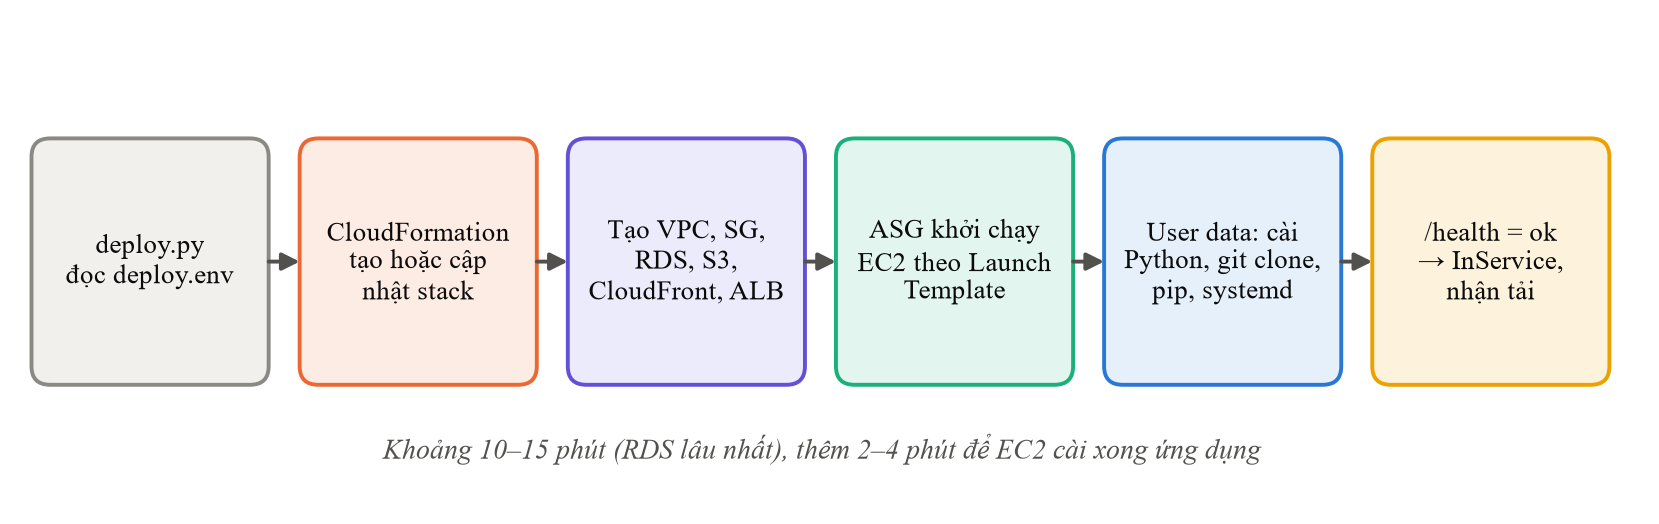 deploy.py
đọc deploy.env
CloudFormation
tạo hoặc cập
nhật stack
Tạo VPC, SG,
RDS, S3,
CloudFront, ALB
ASG khởi chạy
EC2 theo Launch
Template
User data: cài
Python, git clone,
pip, systemd
/health = ok
→ InService,
nhận tải
Khoảng 10–15 phút (RDS lâu nhất), thêm 2–4 phút để EC2 cài xong ứng dụng